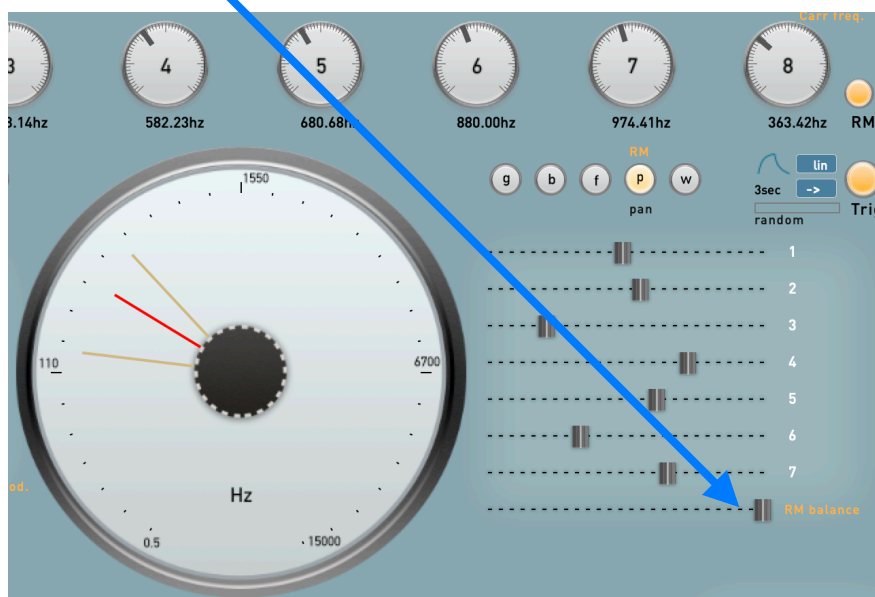 Carr freq.
3
4
5
6
7
8
3.14hz
582.23hz
680.68hz
880.00hz
974.41hz
363.42hz
RM
RM
g
b
f
p
w
pan
lin
3sec
->
random
Trig
1550
110
6700
Hz
0.5
15000
od.
1
2
3
4
5
6
7
RM balance